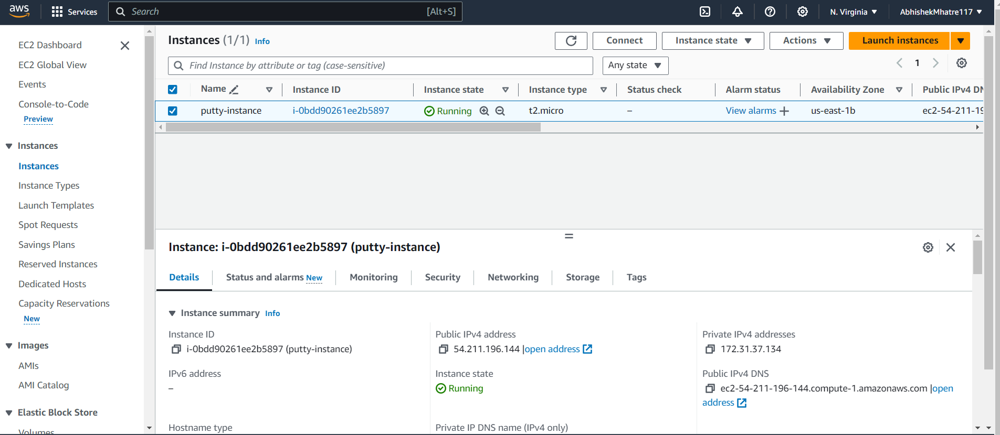 aws Services Search [Alt+S] N. Virginia AbhishekMhatre117
EC2 Dashboard
EC2 Global View
Events
Console-to-Code
Preview
Instances
Instances
Instance Types
Launch Templates
Spot Requests
Savings Plans
Reserved Instances
Dedicated Hosts
Capacity Reservations
New
Images
AMIs
AMI Catalog
Elastic Block Store
Volumes
Instances (1/1) Info Connect Instance state Actions Launch instances
Find Instance by attribute or tag (case-sensitive) Any state 1
Name Instance ID Instance state Instance type Status check Alarm status Availability Zone Public IPv4 DN
putty-instance i-0bdd90261ee2b5897 Running t2.micro – View alarms + us-east-1b ec2-54-211-19
Instance: i-0bdd90261ee2b5897 (putty-instance)
Details Status and alarms New Monitoring Security Networking Storage Tags
Instance summary Info
Instance ID Public IPv4 address Private IPv4 addresses
i-0bdd90261ee2b5897 (putty-instance) 54.211.196.144 |open address 172.31.37.134
IPv6 address Instance state Public IPv4 DNS
– Running ec2-54-211-196-144.compute-1.amazonaws.com |open
address
Hostname type Private IP DNS name (IPv4 only)